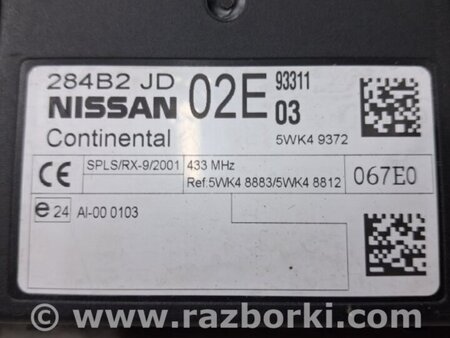 284B2 JD 02E 93311
NISSAN 03
Continental 5WK4 9372
CE SPLS/RX-9/2001 433 MHz
Ref:5WK4 8883/5WK4 8812 067E0
e 24 AI-00 0103
© www.razborki.com